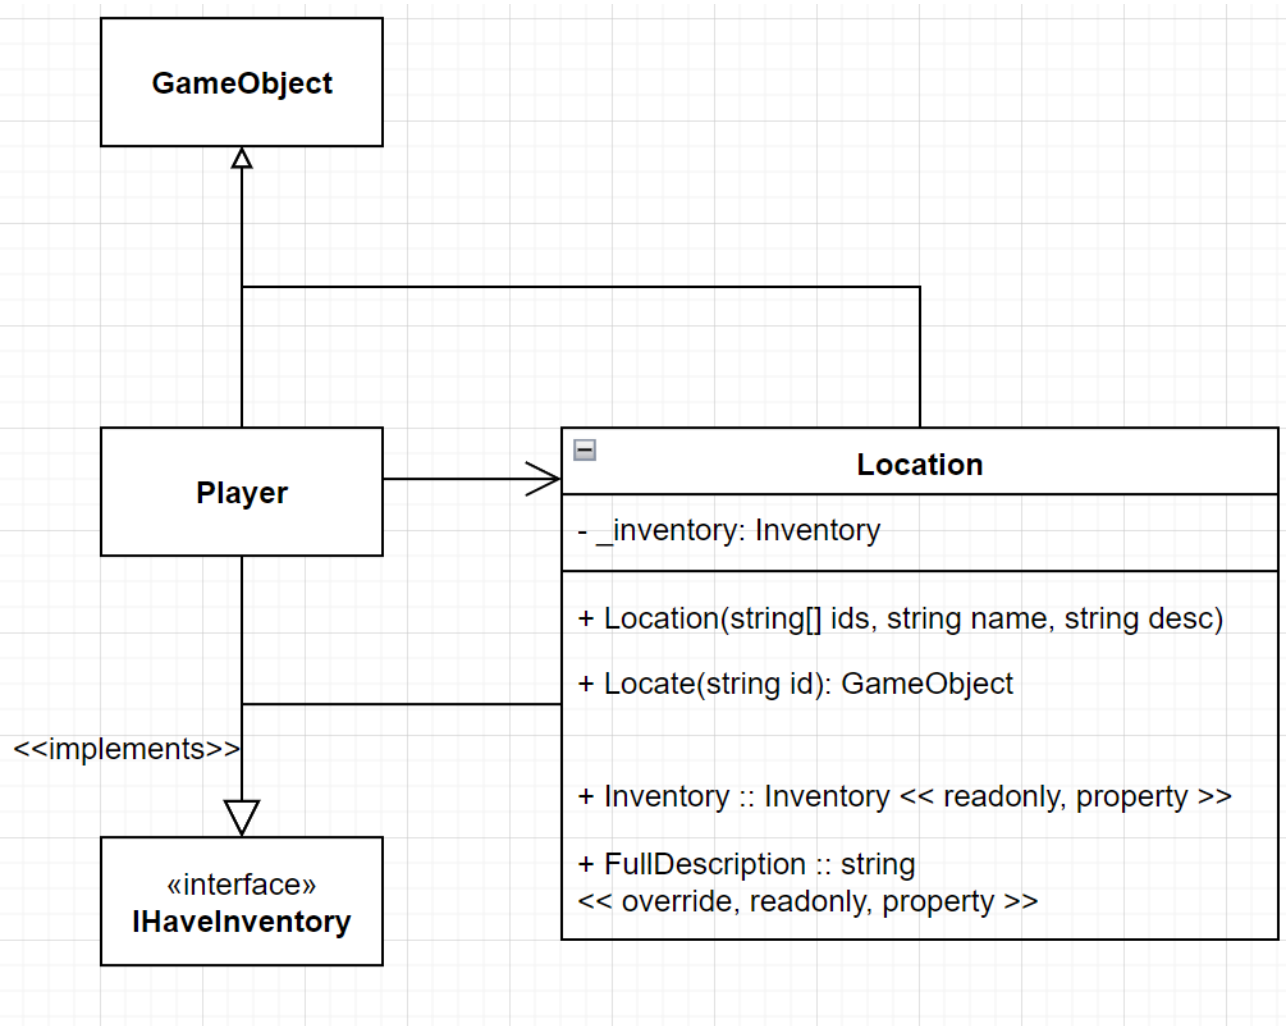 GameObject
Player
Location
- _inventory: Inventory
+ Location(string[] ids, string name, string desc)
+ Locate(string id): GameObject
+ Inventory :: Inventory << readonly, property >>
+ FullDescription :: string
<< override, readonly, property >>
<<implements>>
«interface»
IHaveInventory